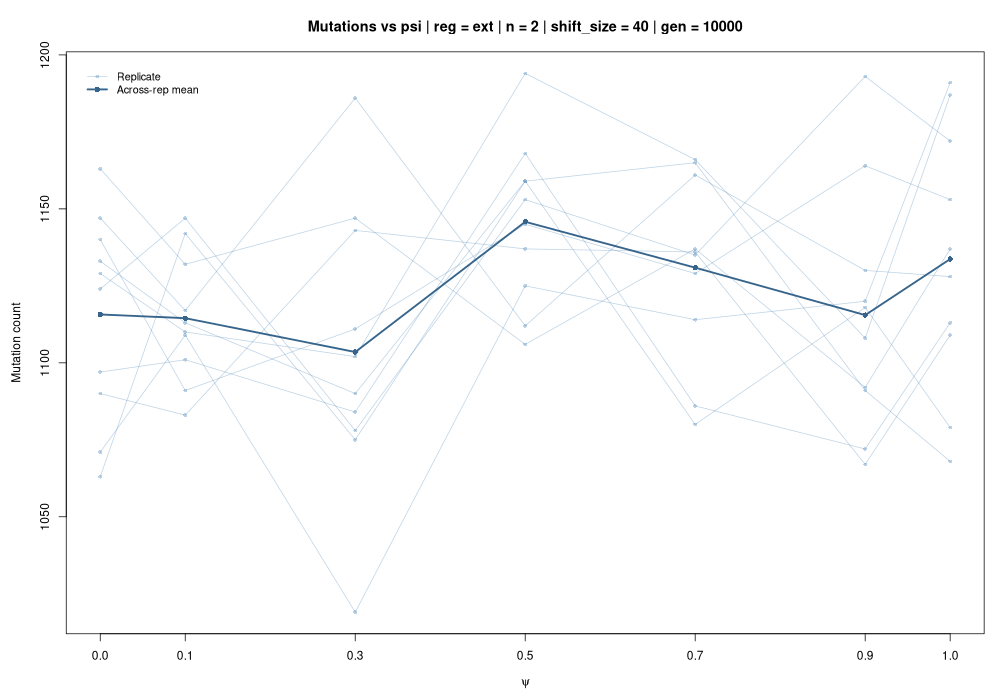 Mutations vs psi | reg = ext | n = 2 | shift_size = 40 | gen = 10000
Replicate
Across-rep mean
Mutation count
1200
1150
1100
1050
0.0 0.1 0.3 0.5 0.7 0.9 1.0
ψ